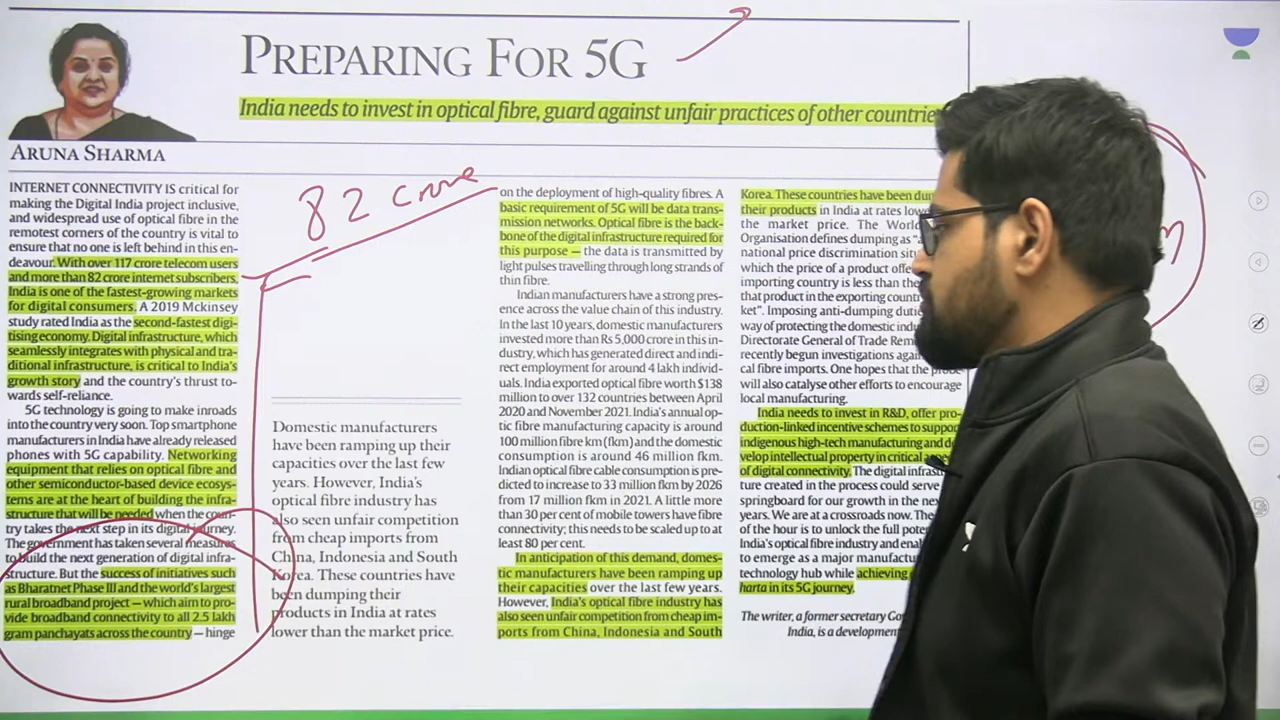 PREPARING FOR 5G
India needs to invest in optical fibre, guard against unfair practices of other countrie
ARUNA SHARMA
INTERNET CONNECTIVITY IS critical for
making the Digital India project inclusive,
and widespread use of optical fibre in the
remotest corners of the country is vital to
ensure that no one is left behind in this en-
deavour. With over 117 crore telecom users
and more than 82 crore internet subscribers,
India is one of the fastest-growing markets
for digital consumers. A 2019 Mckinsey
study rated India as the second-fastest digi-
tising economy. Digital infrastructure, which
seamlessly integrates with physical and tra-
ditional infrastructure, is critical to India's
growth story and the country's thrust to-
wards self-reliance.
5G technology is going to make inroads
into the country very soon. Top smartphone
manufacturers in India have already released
phones with 5G capability. Networking
equipment that relies on optical fibre and
other semiconductor-based device ecosys-
tems are at the heart of building the infra-
structure that will be needed when the coun-
try takes the next step in its digital journey.
The government has taken several measures
to build the next generation of digital infra-
structure. But the success of initiatives such
as Bharatnet Phase III and the world's largest
rural broadband project — which aim to pro-
vide broadband connectivity to all 2.5 lakh
gram panchayats across the country — hinge
82 crore
Domestic manufacturers
have been ramping up their
capacities over the last few
years. However, India's
optical fibre industry has
also seen unfair competition
from cheap imports from
China, Indonesia and South
Korea. These countries have
been dumping their
products in India at rates
lower than the market price.
on the deployment of high-quality fibres. A
basic requirement of 5G will be data trans-
mission networks. Optical fibre is the back-
bone of the digital infrastructure required for
this purpose — the data is transmitted by
light pulses travelling through long strands of
thin fibre.
Indian manufacturers have a strong pres-
ence across the value chain of this industry.
In the last 10 years, domestic manufacturers
invested more than Rs 5,000 crore in this in-
dustry, which has generated direct and indi-
rect employment for around 4 lakh individ-
uals. India exported optical fibre worth $138
million to over 132 countries between April
2020 and November 2021. India's annual op-
tic fibre manufacturing capacity is around
100 million fibre km (fkm) and the domestic
consumption is around 46 million fkm.
Indian optical fibre cable consumption is pre-
dicted to increase to 33 million fkm by 2026
from 17 million fkm in 2021. A little more
than 30 per cent of mobile towers have fibre
connectivity; this needs to be scaled up to at
least 80 per cent.
In anticipation of this demand, domes-
tic manufacturers have been ramping up
their capacities over the last few years.
However, India's optical fibre industry has
also seen unfair competition from cheap im-
ports from China, Indonesia and South
Korea. These countries have been du
their products in India at rates low
the market price. The World
Organisation defines dumping as "
national price discrimination sit
which the price of a product offe
importing country is less than the
that product in the exporting count
ket". Imposing anti-dumping dutie
way of protecting the domestic indu
Directorate General of Trade Rem
recently begun investigations agai
cal fibre imports. One hopes that the probe
will also catalyse other efforts to encourage
local manufacturing.
India needs to invest in R&D, offer pro-
duction-linked incentive schemes to suppo
indigenous high-tech manufacturing and de
velop intellectual property in critical aspe
of digital connectivity. The digital infrastru
ture created in the process could serve
springboard for our growth in the ne
years. We are at a crossroads now. The
of the hour is to unlock the full pote
India's optical fibre industry and enab
to emerge as a major manufactu
technology hub while achieving
harta in its 5G journey.
The writer, a former secretary Go
India, is a developmen